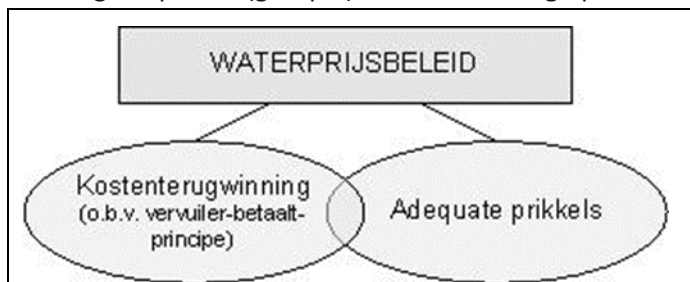 WATERPRIJSBELEID
Kostenterugwinning
(o.b.v. vervuiler-betaalt-
principe)
Adequate prikkels